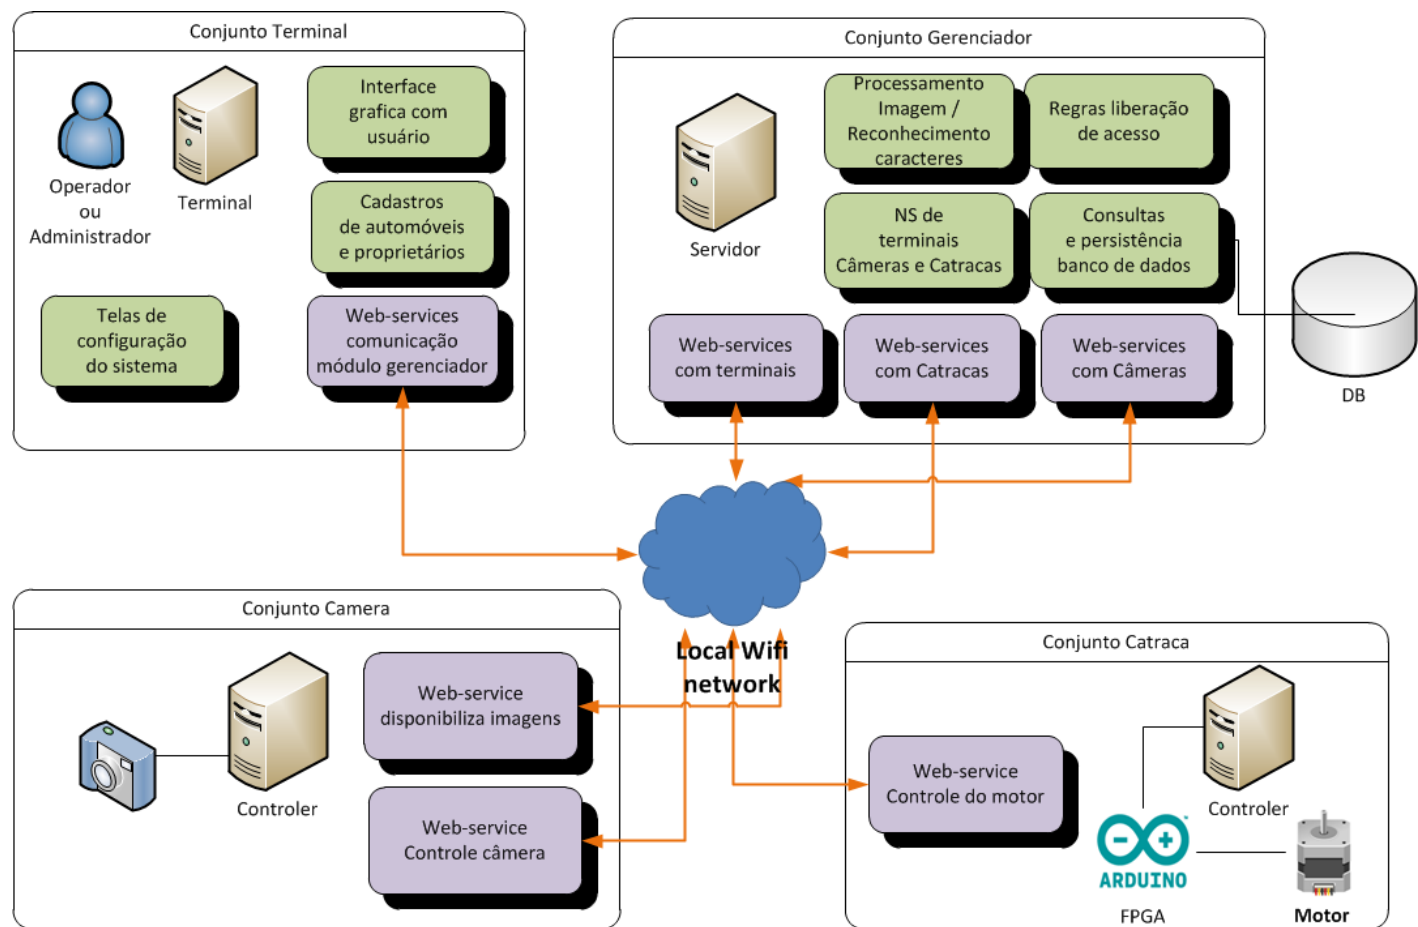 Conjunto Terminal
Operador
ou
Administrador
Terminal
Interface
grafica com
usuário
Cadastros
de automóveis
e proprietários
Telas de
configuração
do sistema
Web-services
comunicação
módulo gerenciador
Conjunto Gerenciador
Servidor
Processamento
Imagem /
Reconhecimento
caracteres
Regras liberação
de acesso
NS de
terminais
Câmeras e Catracas
Consultas
e persistência
banco de dados
Web-services
com terminais
Web-services
com Catracas
Web-services
com Câmeras
DB
Local Wifi
network
Conjunto Camera
Controler
Web-service
disponibiliza imagens
Web-service
Controle câmera
Conjunto Catraca
Web-service
Controle do motor
Controler
ARDUINO
FPGA
Motor